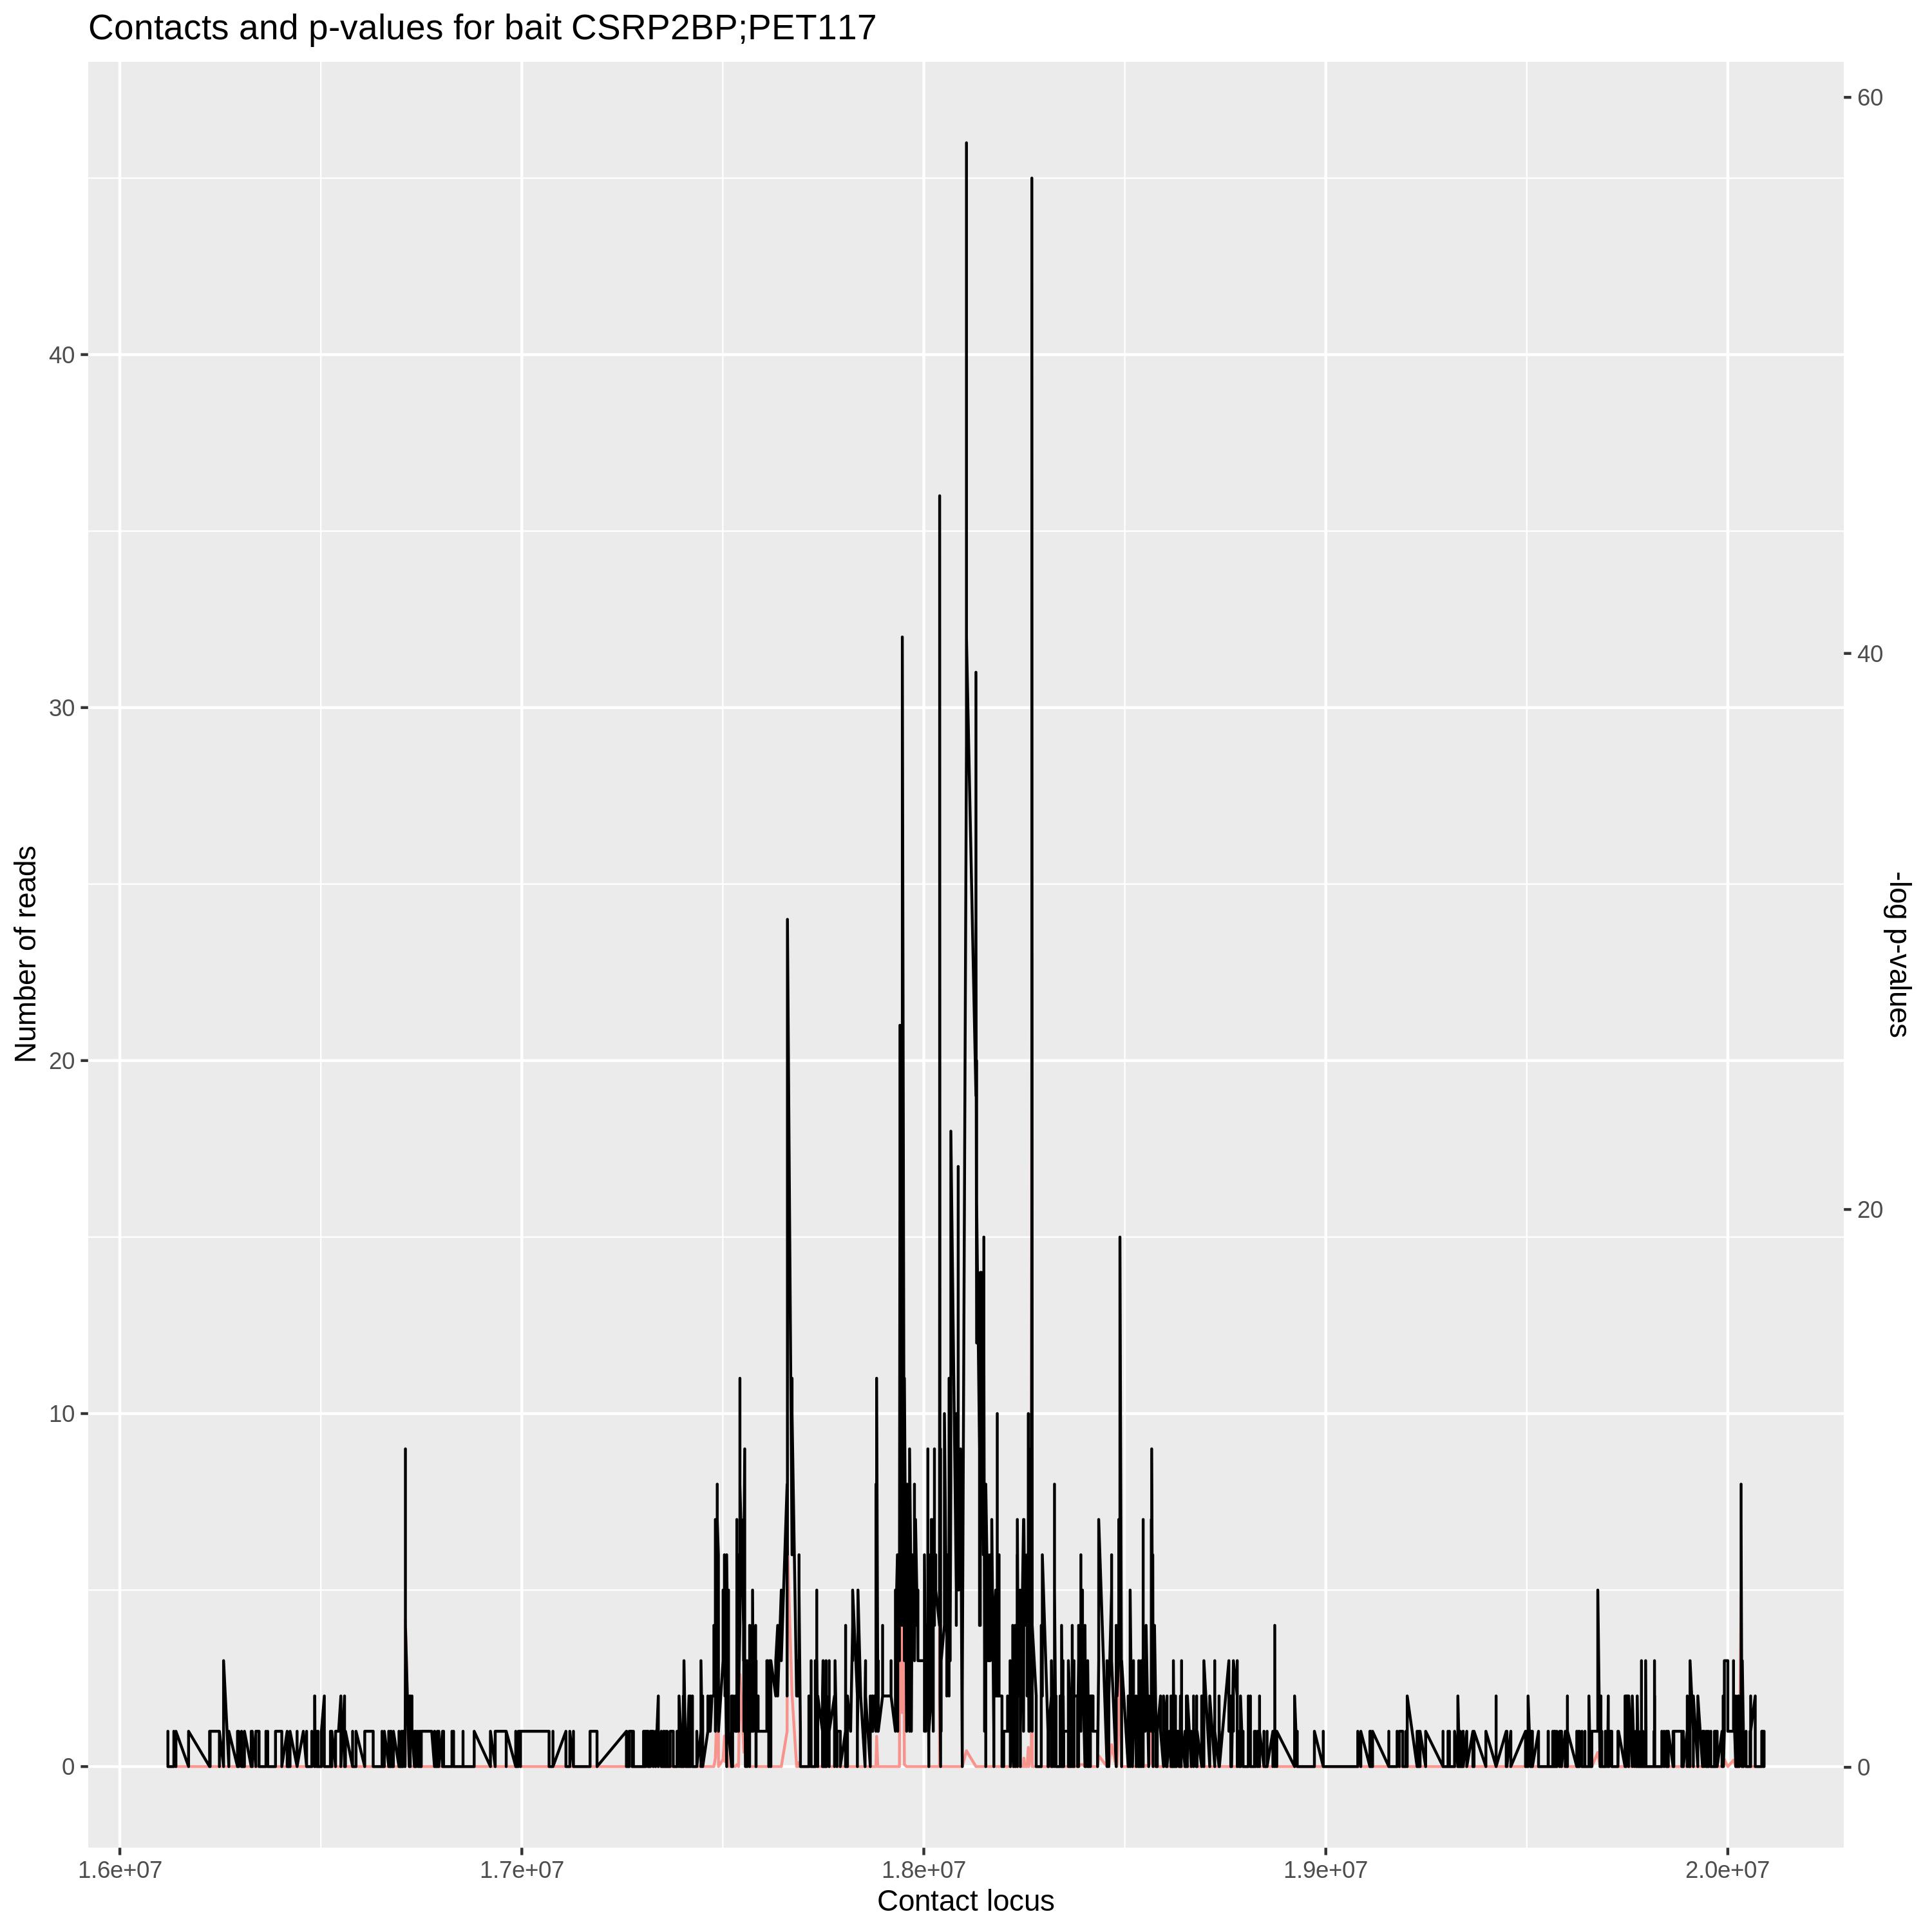 Contacts and p-values for bait CSRP2BP;PET117
60
40
40
30
20
20
10
0
0
Number of reads
-log p-values
1.6e+07
1.7e+07
1.8e+07
1.9e+07
2.0e+07
Contact locus